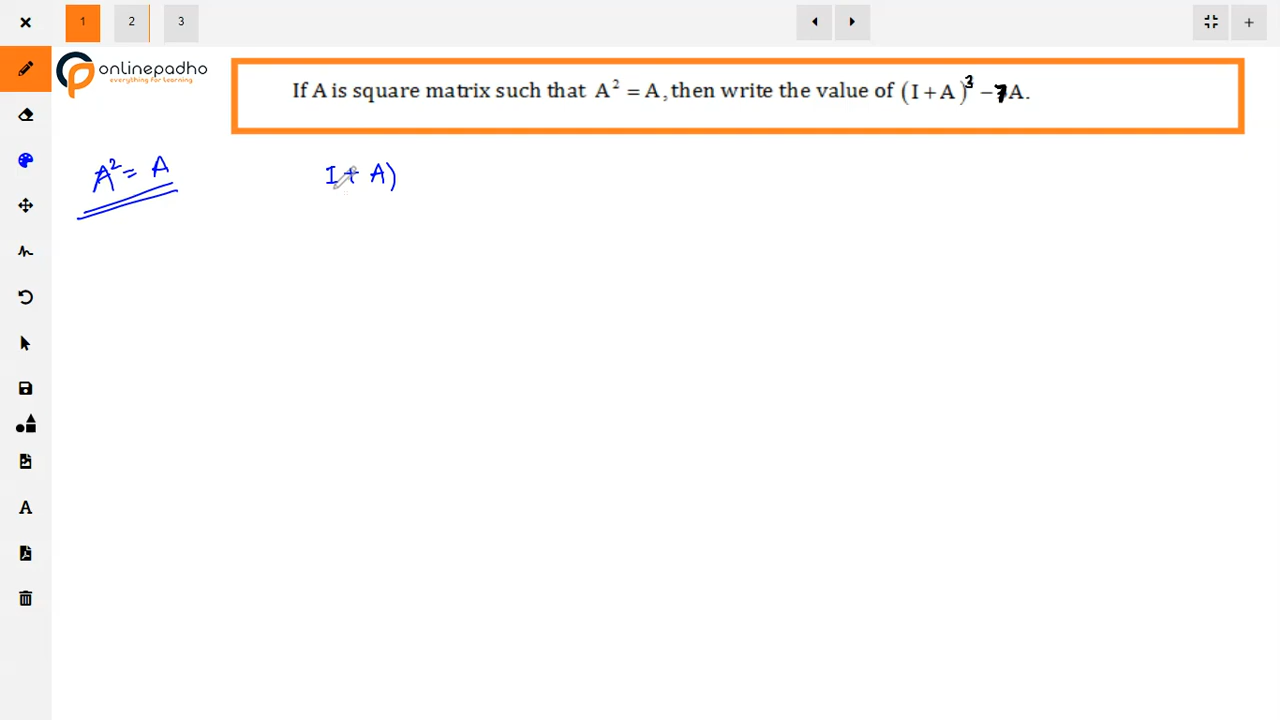 1 2 3
onlinepadho
everything for learning
If A is square matrix such that A² = A, then write the value of (I + A)³ − 7A.
A² = A
I + A)
A